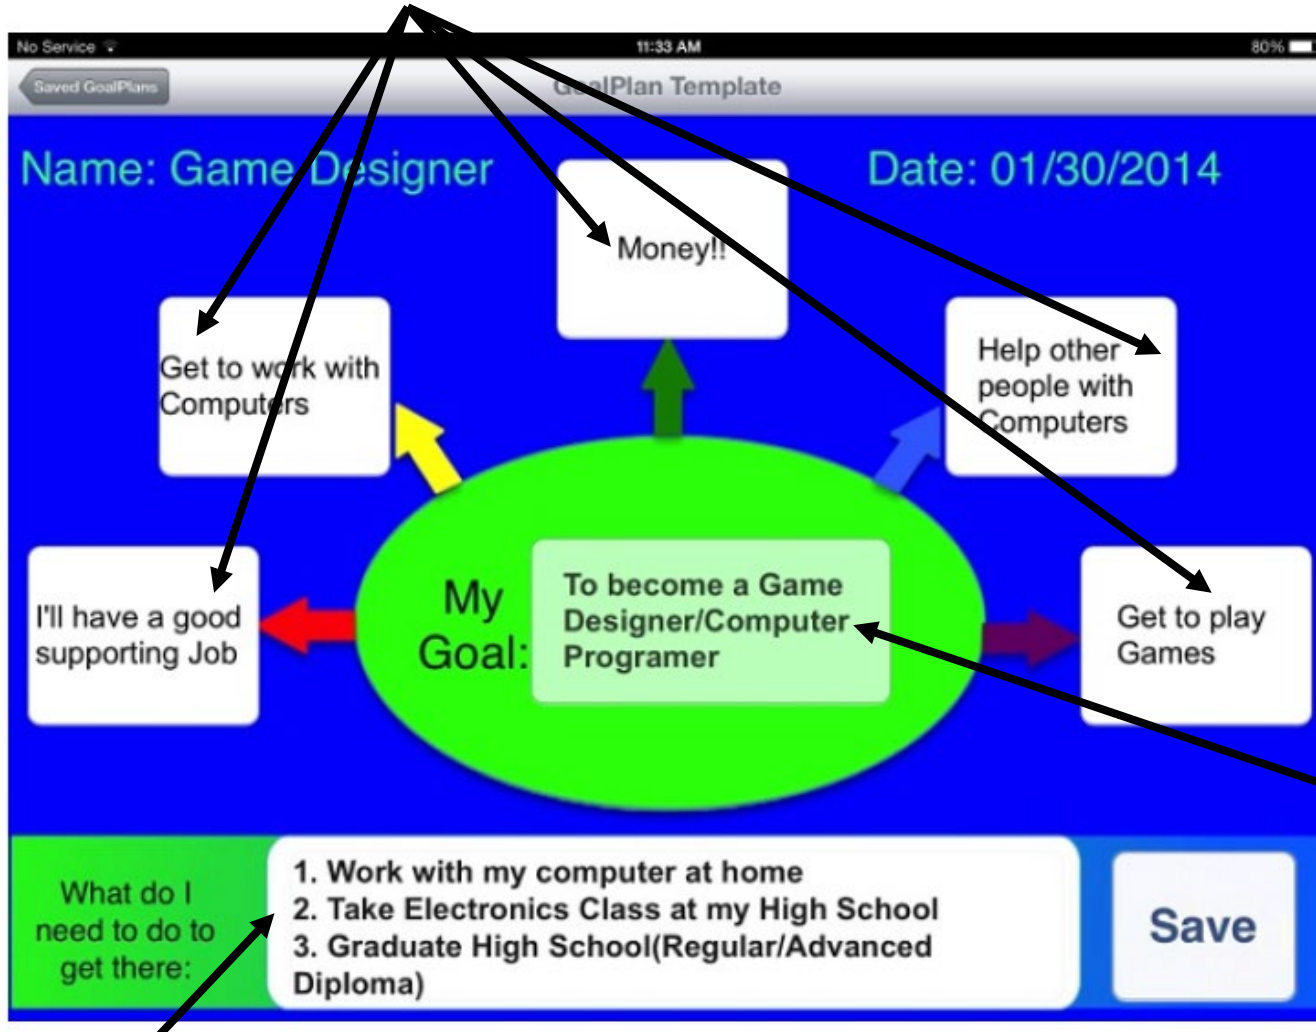 No Service
11:33 AM
80%
Saved GoalPlans
GoalPlan Template
Name: Game Designer
Date: 01/30/2014
Money!!
Get to work with
Computers
Help other
people with
Computers
I'll have a good
supporting Job
My
Goal:
To become a Game
Designer/Computer
Programer
Get to play
Games
What do I
need to do to
get there:
1. Work with my computer at home
2. Take Electronics Class at my High School
3. Graduate High School(Regular/Advanced
Diploma)
Save